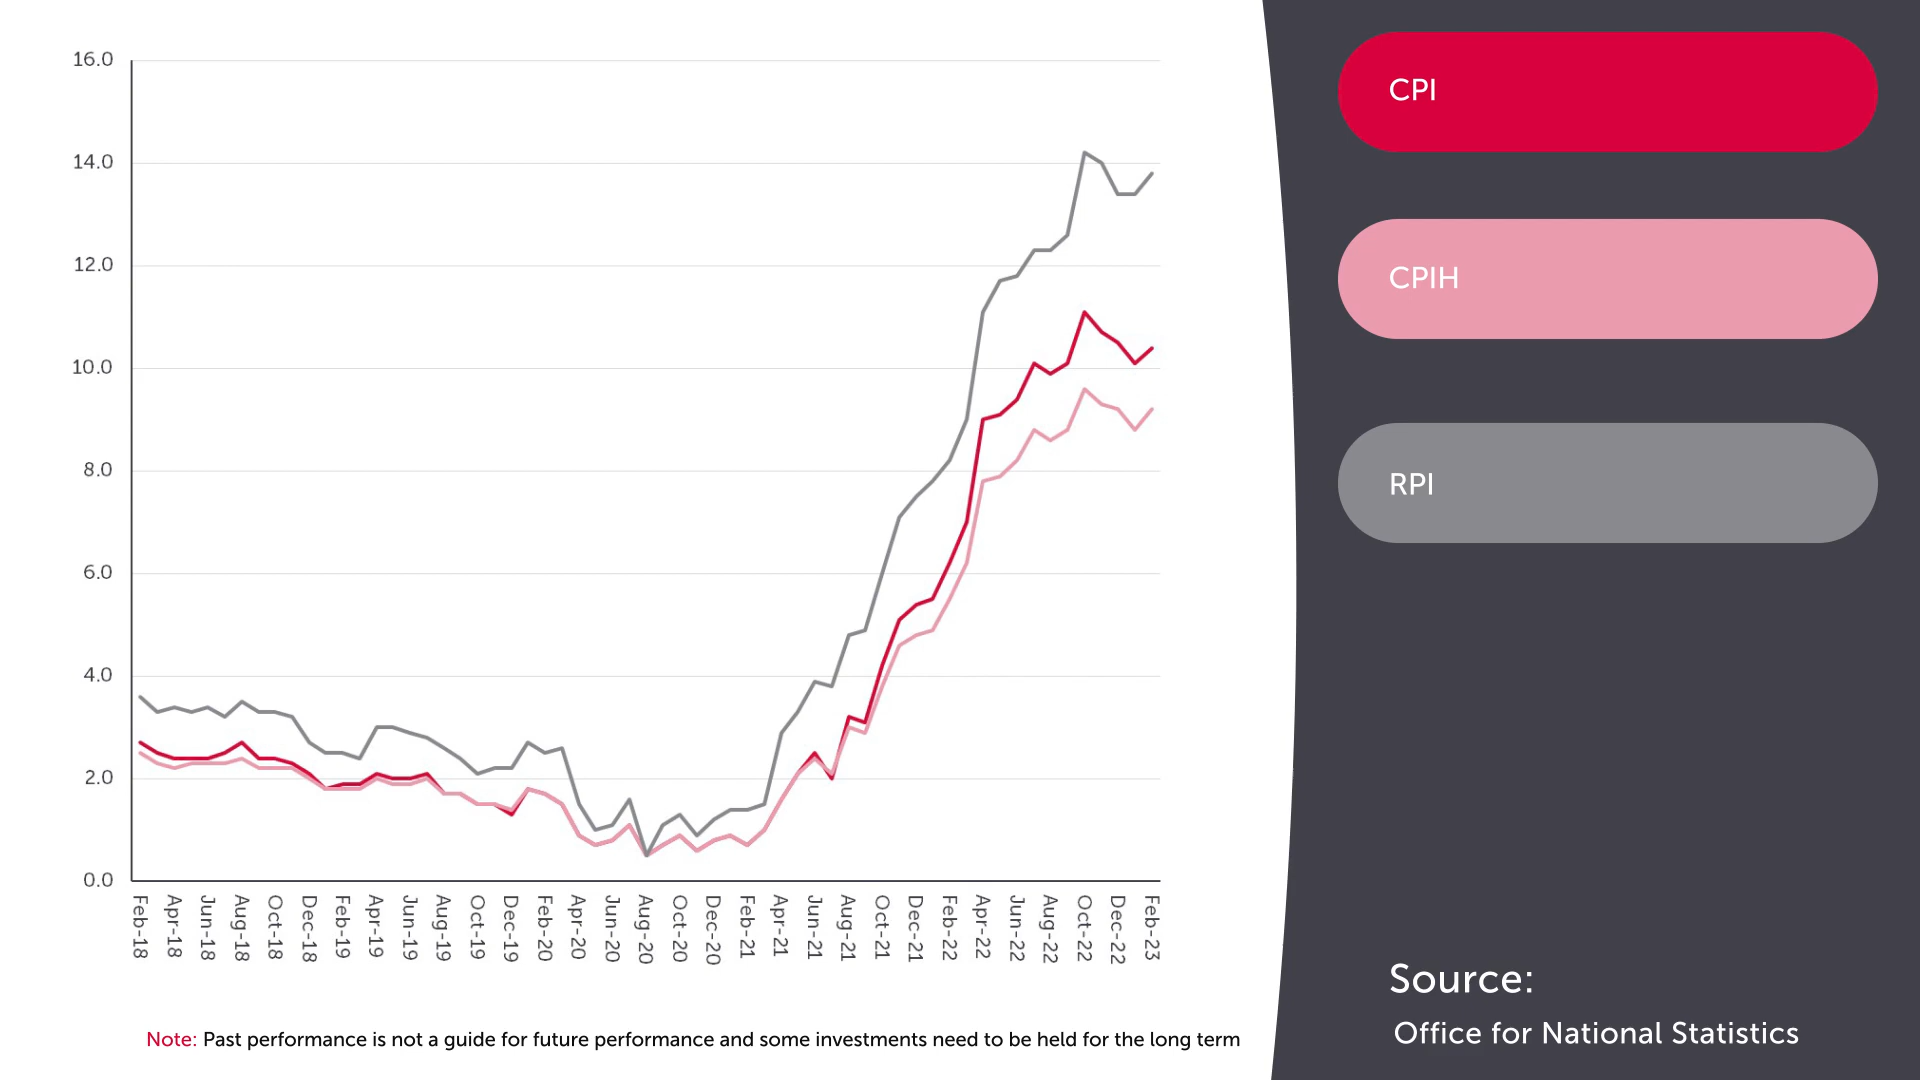 16.0
14.0
12.0
10.0
8.0
6.0
4.0
2.0
0.0
Feb-18
Apr-18
Jun-18
Aug-18
Oct-18
Dec-18
Feb-19
Apr-19
Jun-19
Aug-19
Oct-19
Dec-19
Feb-20
Apr-20
Jun-20
Aug-20
Oct-20
Dec-20
Feb-21
Apr-21
Jun-21
Aug-21
Oct-21
Dec-21
Feb-22
Apr-22
Jun-22
Aug-22
Oct-22
Dec-22
Feb-23
Note: Past performance is not a guide for future performance and some investments need to be held for the long term
CPI
CPIH
RPI
Source:
Office for National Statistics